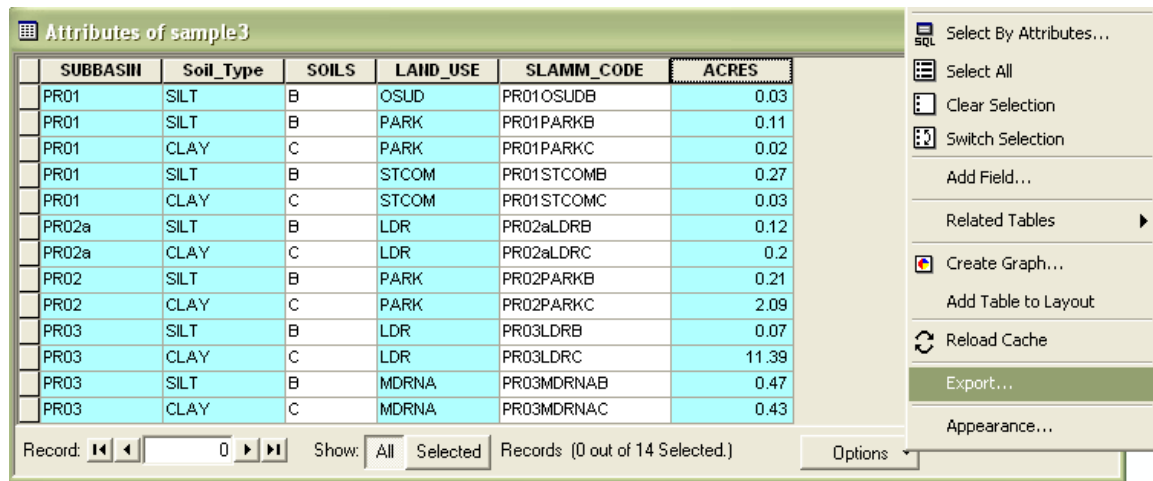 Attributes of sample3
SUBBASIN Soil_Type SOILS LAND_USE SLAMM_CODE ACRES
PR01 SILT B OSUD PR01OSUDB 0.03
PR01 SILT B PARK PR01PARKB 0.11
PR01 CLAY C PARK PR01PARKC 0.02
PR01 SILT B STCOM PR01STCOMB 0.27
PR01 CLAY C STCOM PR01STCOMC 0.03
PR02a SILT B LDR PR02aLDRB 0.12
PR02a CLAY C LDR PR02aLDRC 0.2
PR02 SILT B PARK PR02PARKB 0.21
PR02 CLAY C PARK PR02PARKC 2.09
PR03 SILT B LDR PR03LDRB 0.07
PR03 CLAY C LDR PR03LDRC 11.39
PR03 SILT B MDRNA PR03MDRNAB 0.47
PR03 CLAY C MDRNA PR03MDRNAC 0.43
Record: 0 Show: All Selected Records (0 out of 14 Selected.) Options
SQL Select By Attributes...
Select All
Clear Selection
Switch Selection
Add Field...
Related Tables
Create Graph...
Add Table to Layout
Reload Cache
Export...
Appearance...